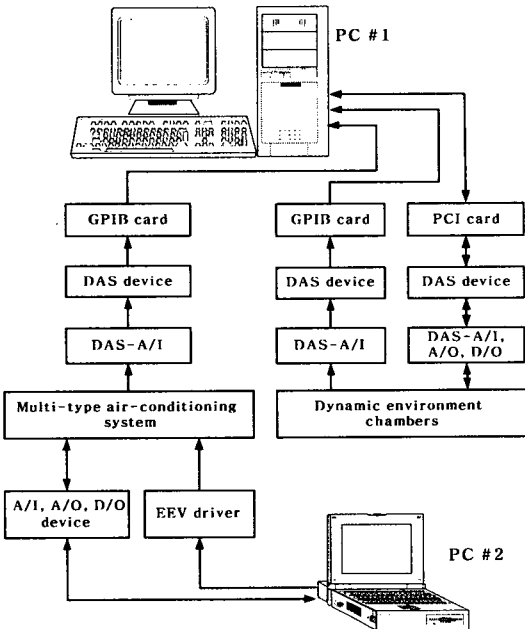 PC #1
GPIB card
GPIB card
PCI card
DAS device
DAS device
DAS device
DAS-A/I
DAS-A/I
DAS-A/I,
A/O, D/O
Multi-type air-conditioning
system
Dynamic environment
chambers
A/I, A/O, D/O
device
EEV driver
PC #2